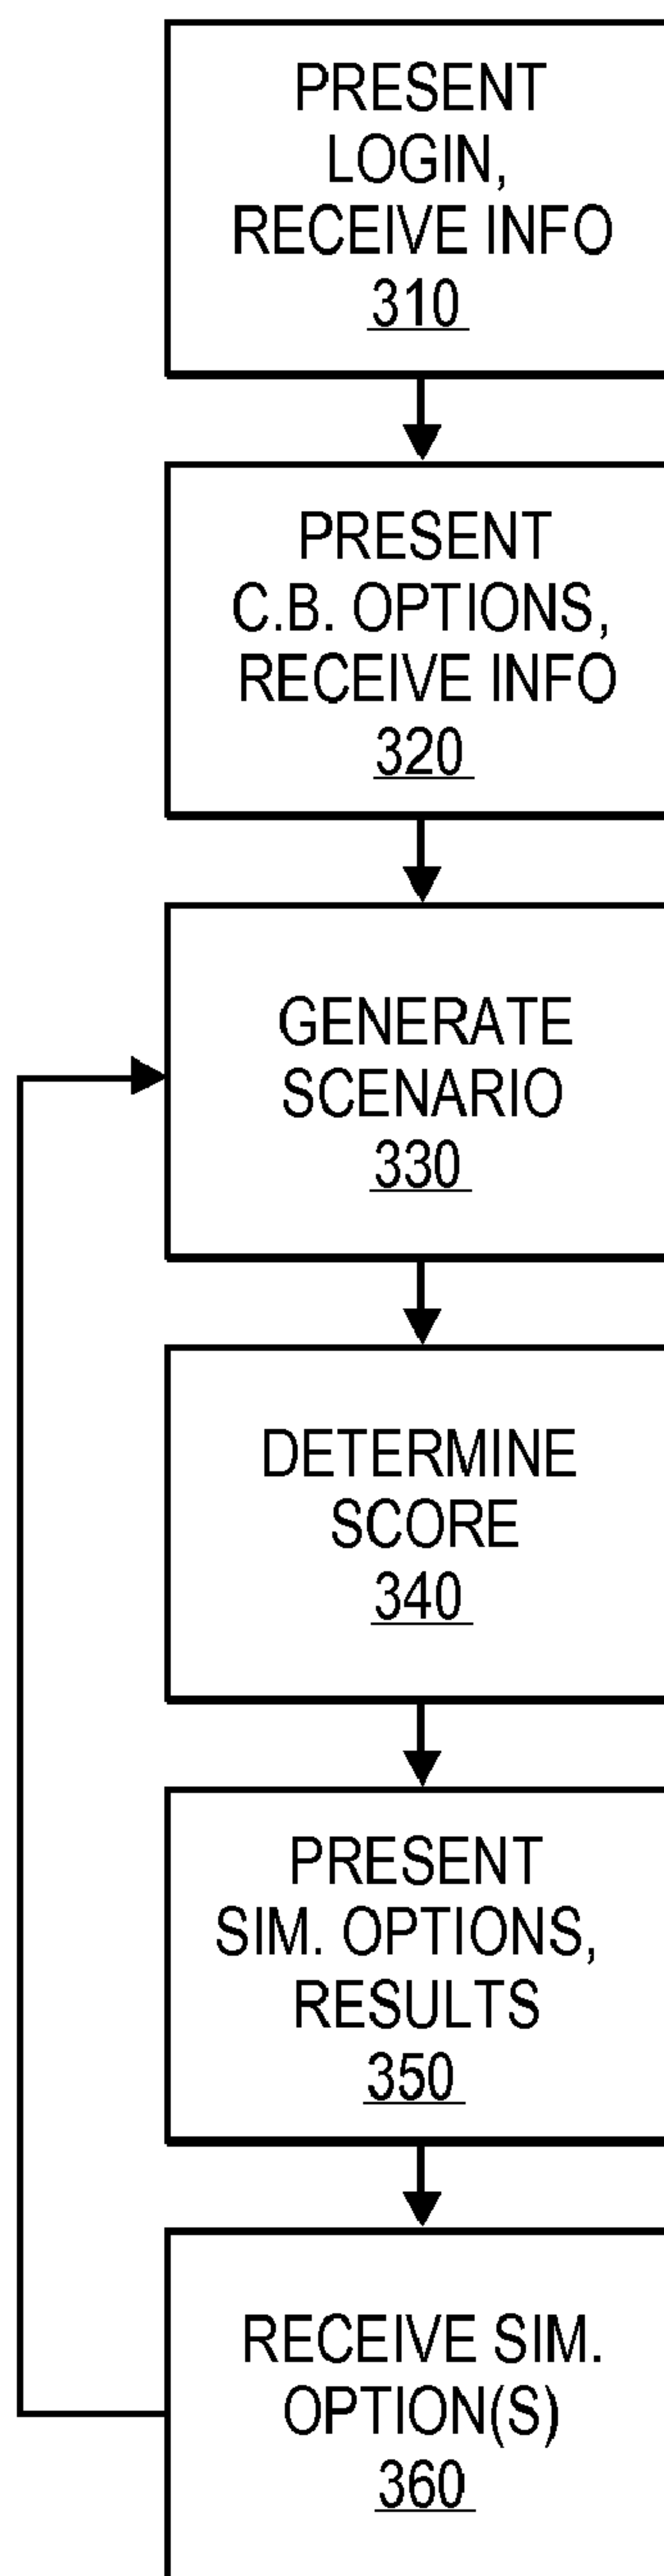 PRESENT
LOGIN,
RECEIVE INFO
310
PRESENT
C.B. OPTIONS,
RECEIVE INFO
320
GENERATE
SCENARIO
330
DETERMINE
SCORE
340
PRESENT
SIM. OPTIONS,
RESULTS
350
RECEIVE SIM.
OPTION(S)
360